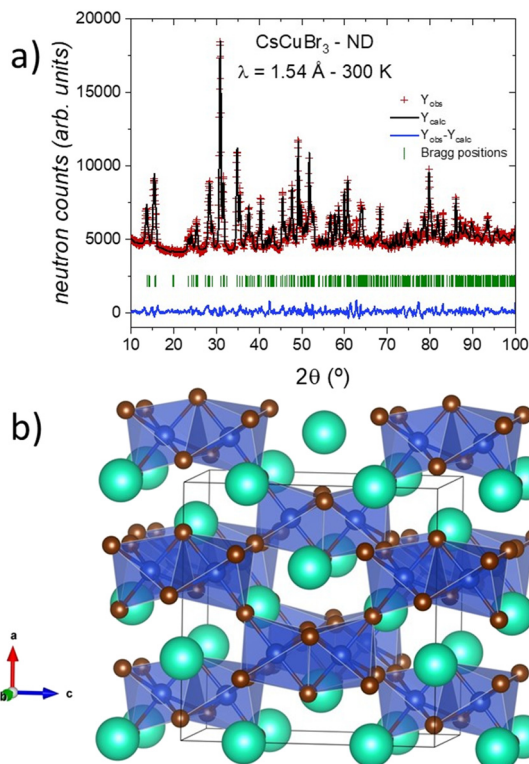 a)
CsCuBr3 - ND
λ = 1.54 Å - 300 K
Yobs
Ycalc
Yobs-Ycalc
Bragg positions
neutron counts (arb. units)
20000
15000
10000
5000
0
10 20 30 40 50 60 70 80 90 100
2θ (º)
b)
a
b
c